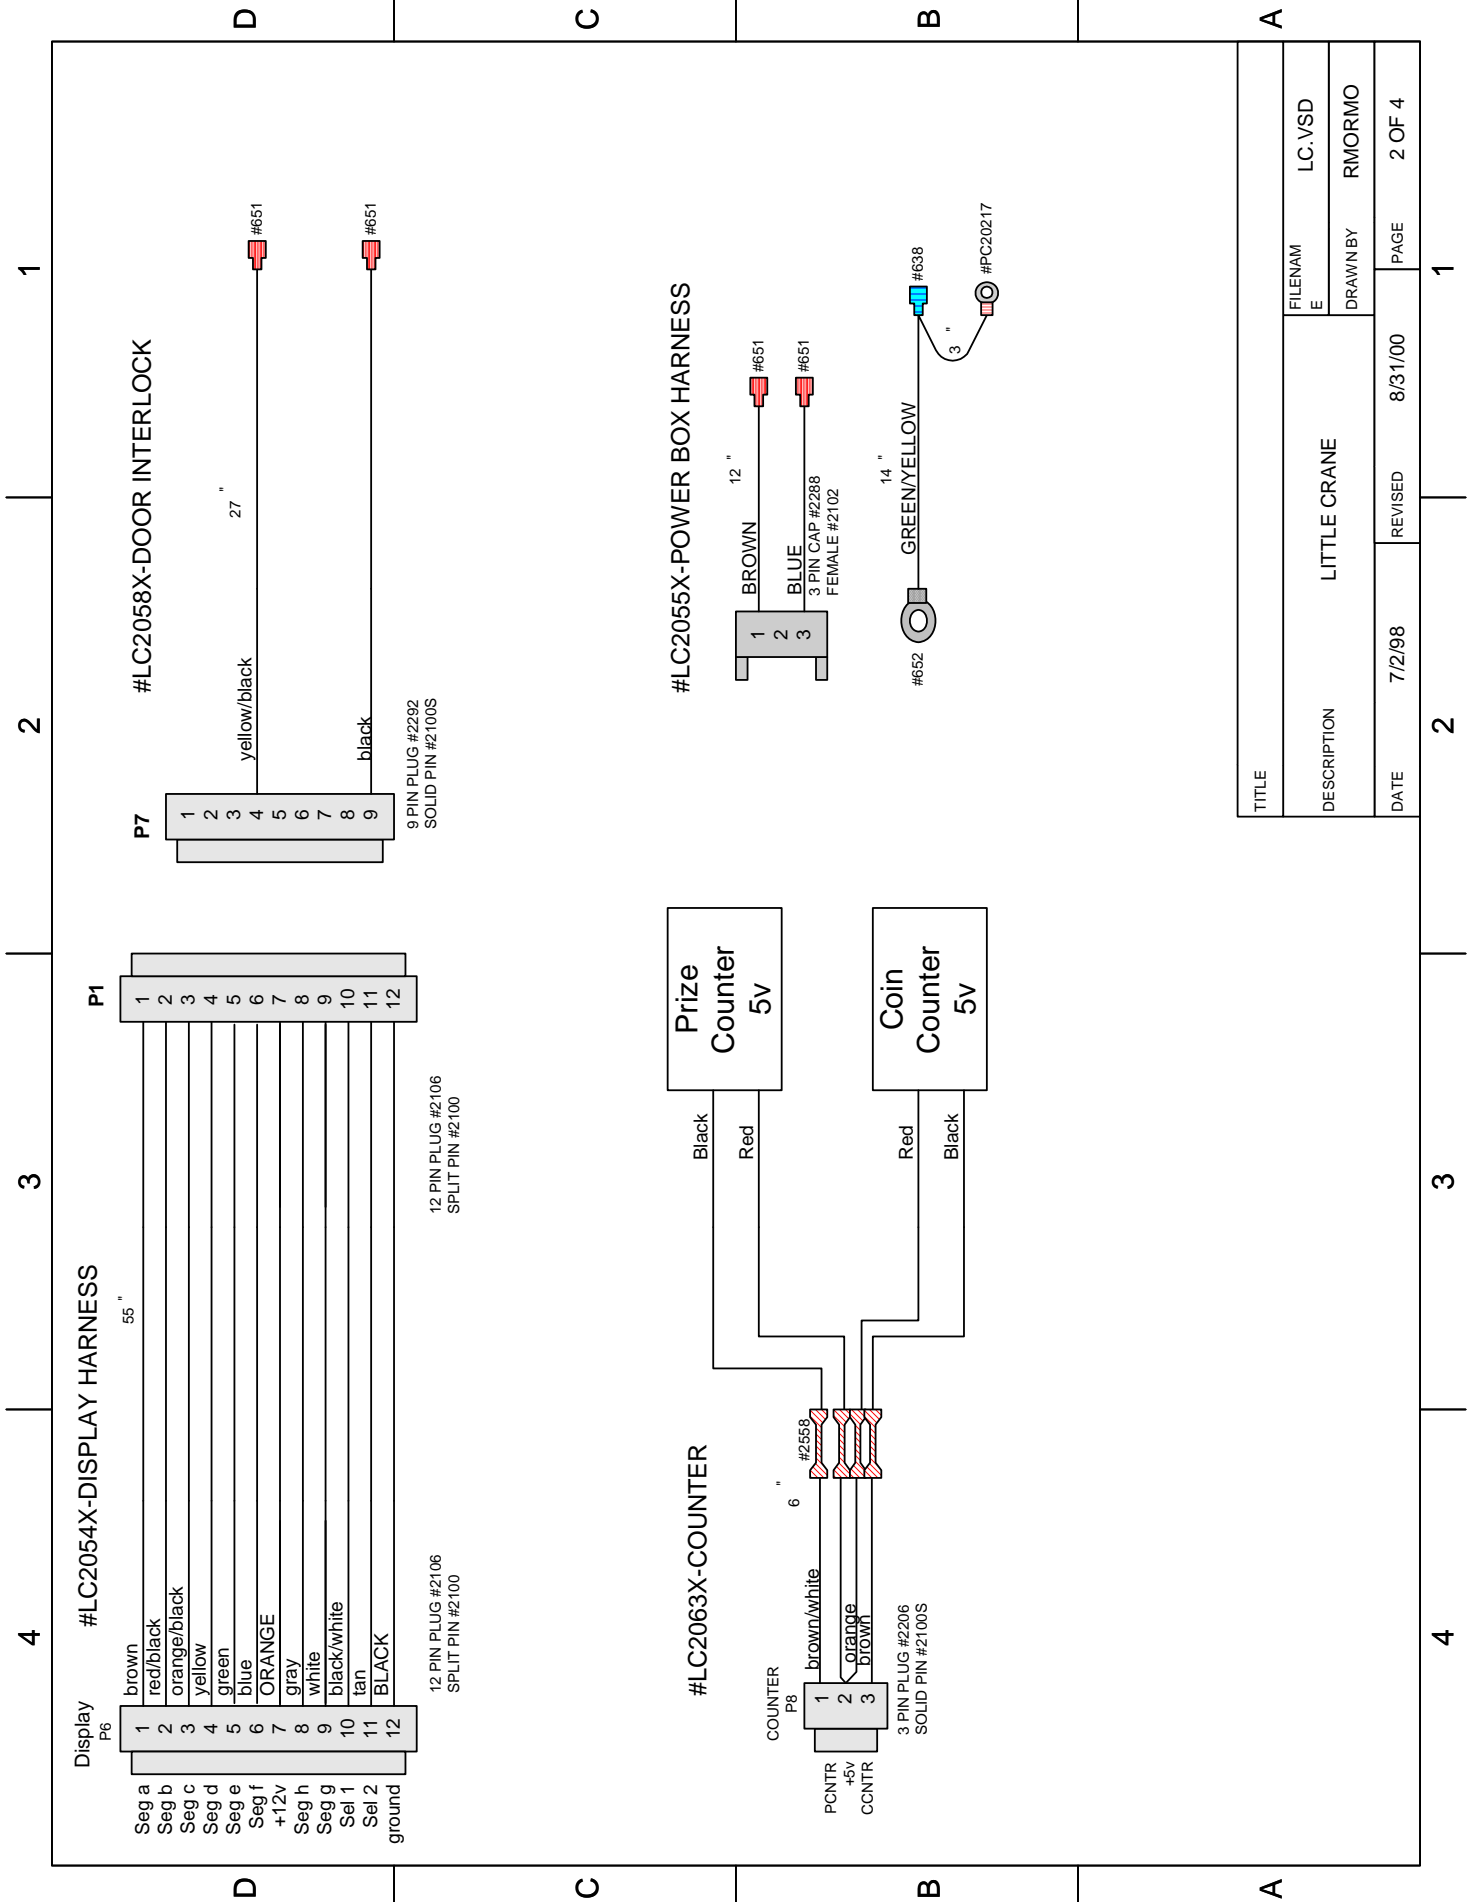 4
3
2
1
D
C
B
A
#LC2054X-DISPLAY HARNESS
Display
P6
55 "
P1
Seg a
Seg b
Seg c
Seg d
Seg e
Seg f
+12v
Seg h
Seg g
Sel 1
Sel 2
ground
1
2
3
4
5
6
7
8
9
10
11
12
brown
red/black
orange/black
yellow
green
blue
ORANGE
gray
white
black/white
tan
BLACK
1
2
3
4
5
6
7
8
9
10
11
12
12 PIN PLUG #2106
SPLIT PIN #2100
12 PIN PLUG #2106
SPLIT PIN #2100
#LC2058X-DOOR INTERLOCK
P7
1
2
3
4
5
6
7
8
9
27 "
yellow/black
#651
black
#651
9 PIN PLUG #2292
SOLID PIN #2100S
#LC2063X-COUNTER
COUNTER
P8
6 "
#2558
PCNTR
+5v
CCNTR
1
2
3
brown/white
orange
brown
3 PIN PLUG #2206
SOLID PIN #2100S
Black
Red
Prize
Counter
5v
Red
Black
Coin
Counter
5v
#LC2055X-POWER BOX HARNESS
1
2
3
12 "
BROWN
#651
BLUE
#651
3 PIN CAP #2288
FEMALE #2102
14 "
GREEN/YELLOW
#652
#638
3 "
#PC20217
TITLE
DESCRIPTION
LITTLE CRANE
FILENAM
E
LC.VSD
DRAWN BY
RMORMO
DATE
7/2/98
REVISED
8/31/00
PAGE
2 OF 4
D
C
B
A
4
3
2
1